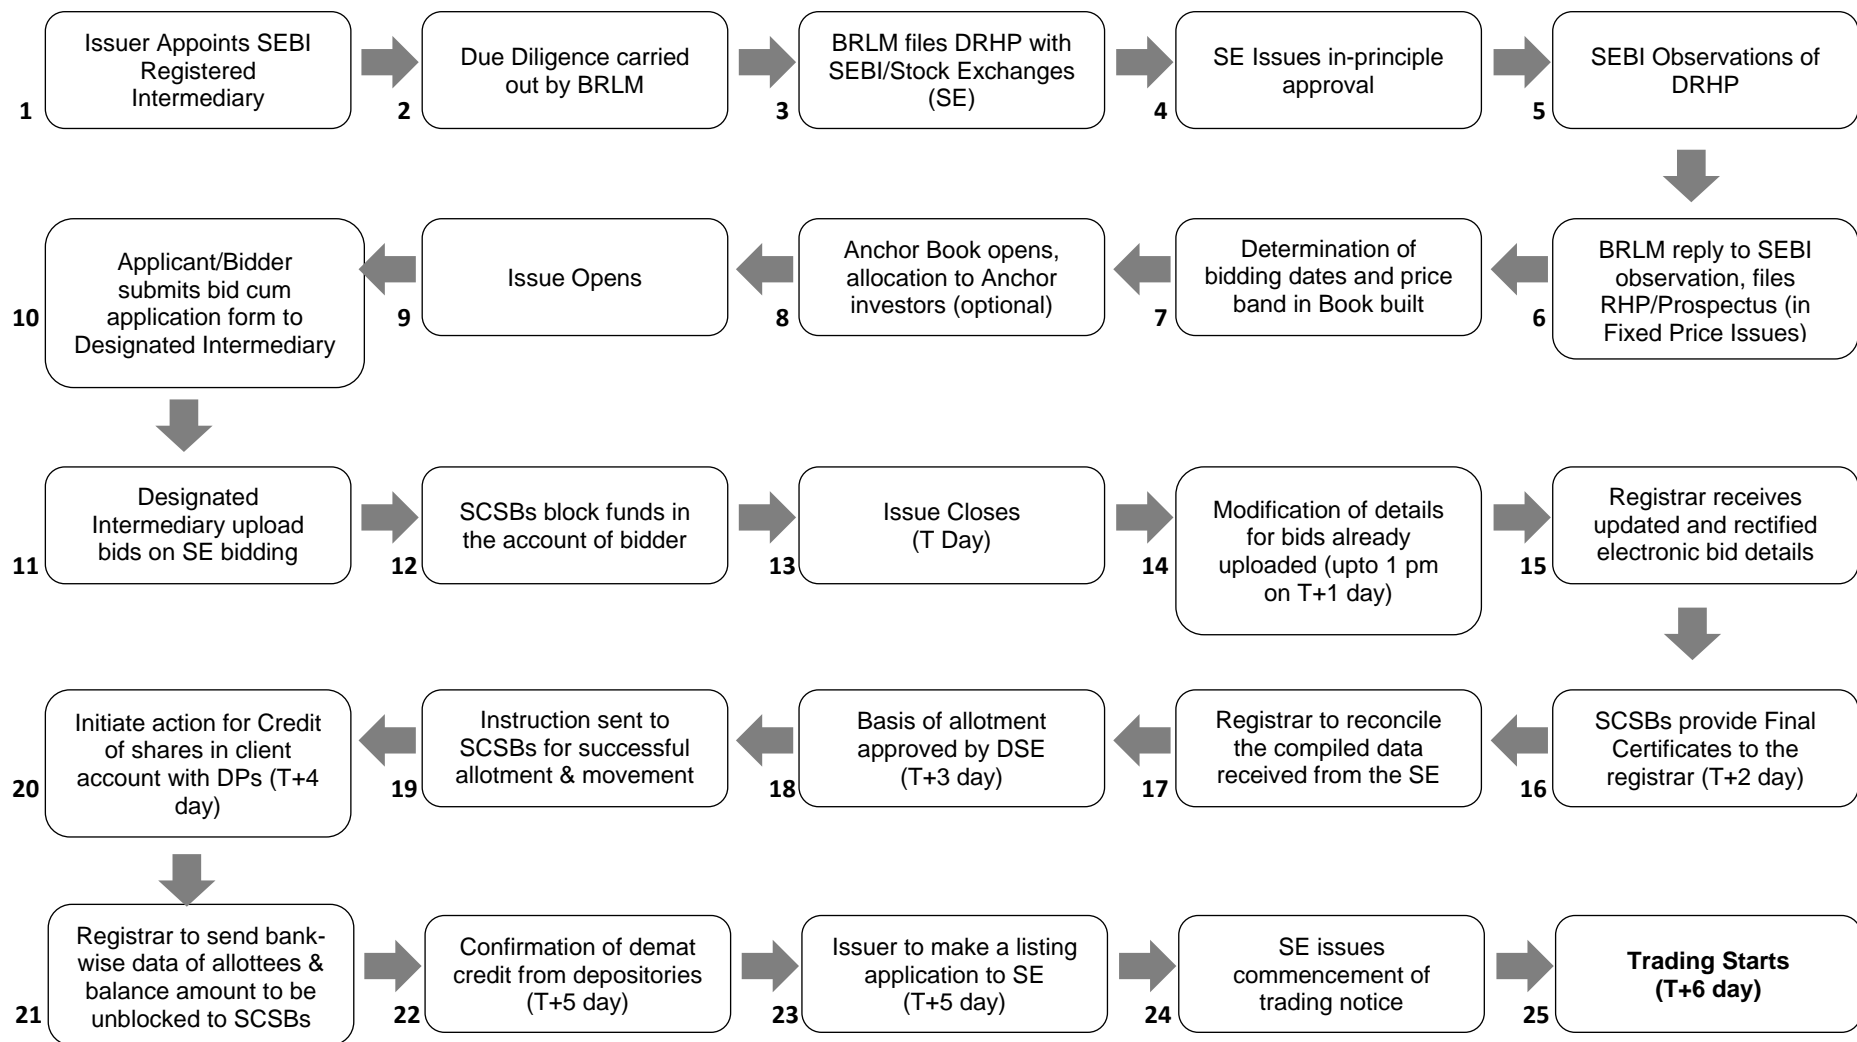 1
Issuer Appoints SEBI
Registered
Intermediary
2
Due Diligence carried
out by BRLM
3
BRLM files DRHP with
SEBI/Stock Exchanges
(SE)
4
SE Issues in-principle
approval
5
SEBI Observations of
DRHP
6
BRLM reply to SEBI
observation, files
RHP/Prospectus (in
Fixed Price Issues)
7
Determination of
bidding dates and price
band in Book built
8
Anchor Book opens,
allocation to Anchor
investors (optional)
9
Issue Opens
10
Applicant/Bidder
submits bid cum
application form to
Designated Intermediary
11
Designated
Intermediary upload
bids on SE bidding
12
SCSBs block funds in
the account of bidder
13
Issue Closes
(T Day)
14
Modification of details
for bids already
uploaded (upto 1 pm
on T+1 day)
15
Registrar receives
updated and rectified
electronic bid details
16
SCSBs provide Final
Certificates to the
registrar (T+2 day)
17
Registrar to reconcile
the compiled data
received from the SE
18
Basis of allotment
approved by DSE
(T+3 day)
19
Instruction sent to
SCSBs for successful
allotment & movement
20
Initiate action for Credit
of shares in client
account with DPs (T+4
day)
21
Registrar to send bank-
wise data of allottees &
balance amount to be
unblocked to SCSBs
22
Confirmation of demat
credit from depositories
(T+5 day)
23
Issuer to make a listing
application to SE
(T+5 day)
24
SE issues
commencement of
trading notice
25
Trading Starts
(T+6 day)